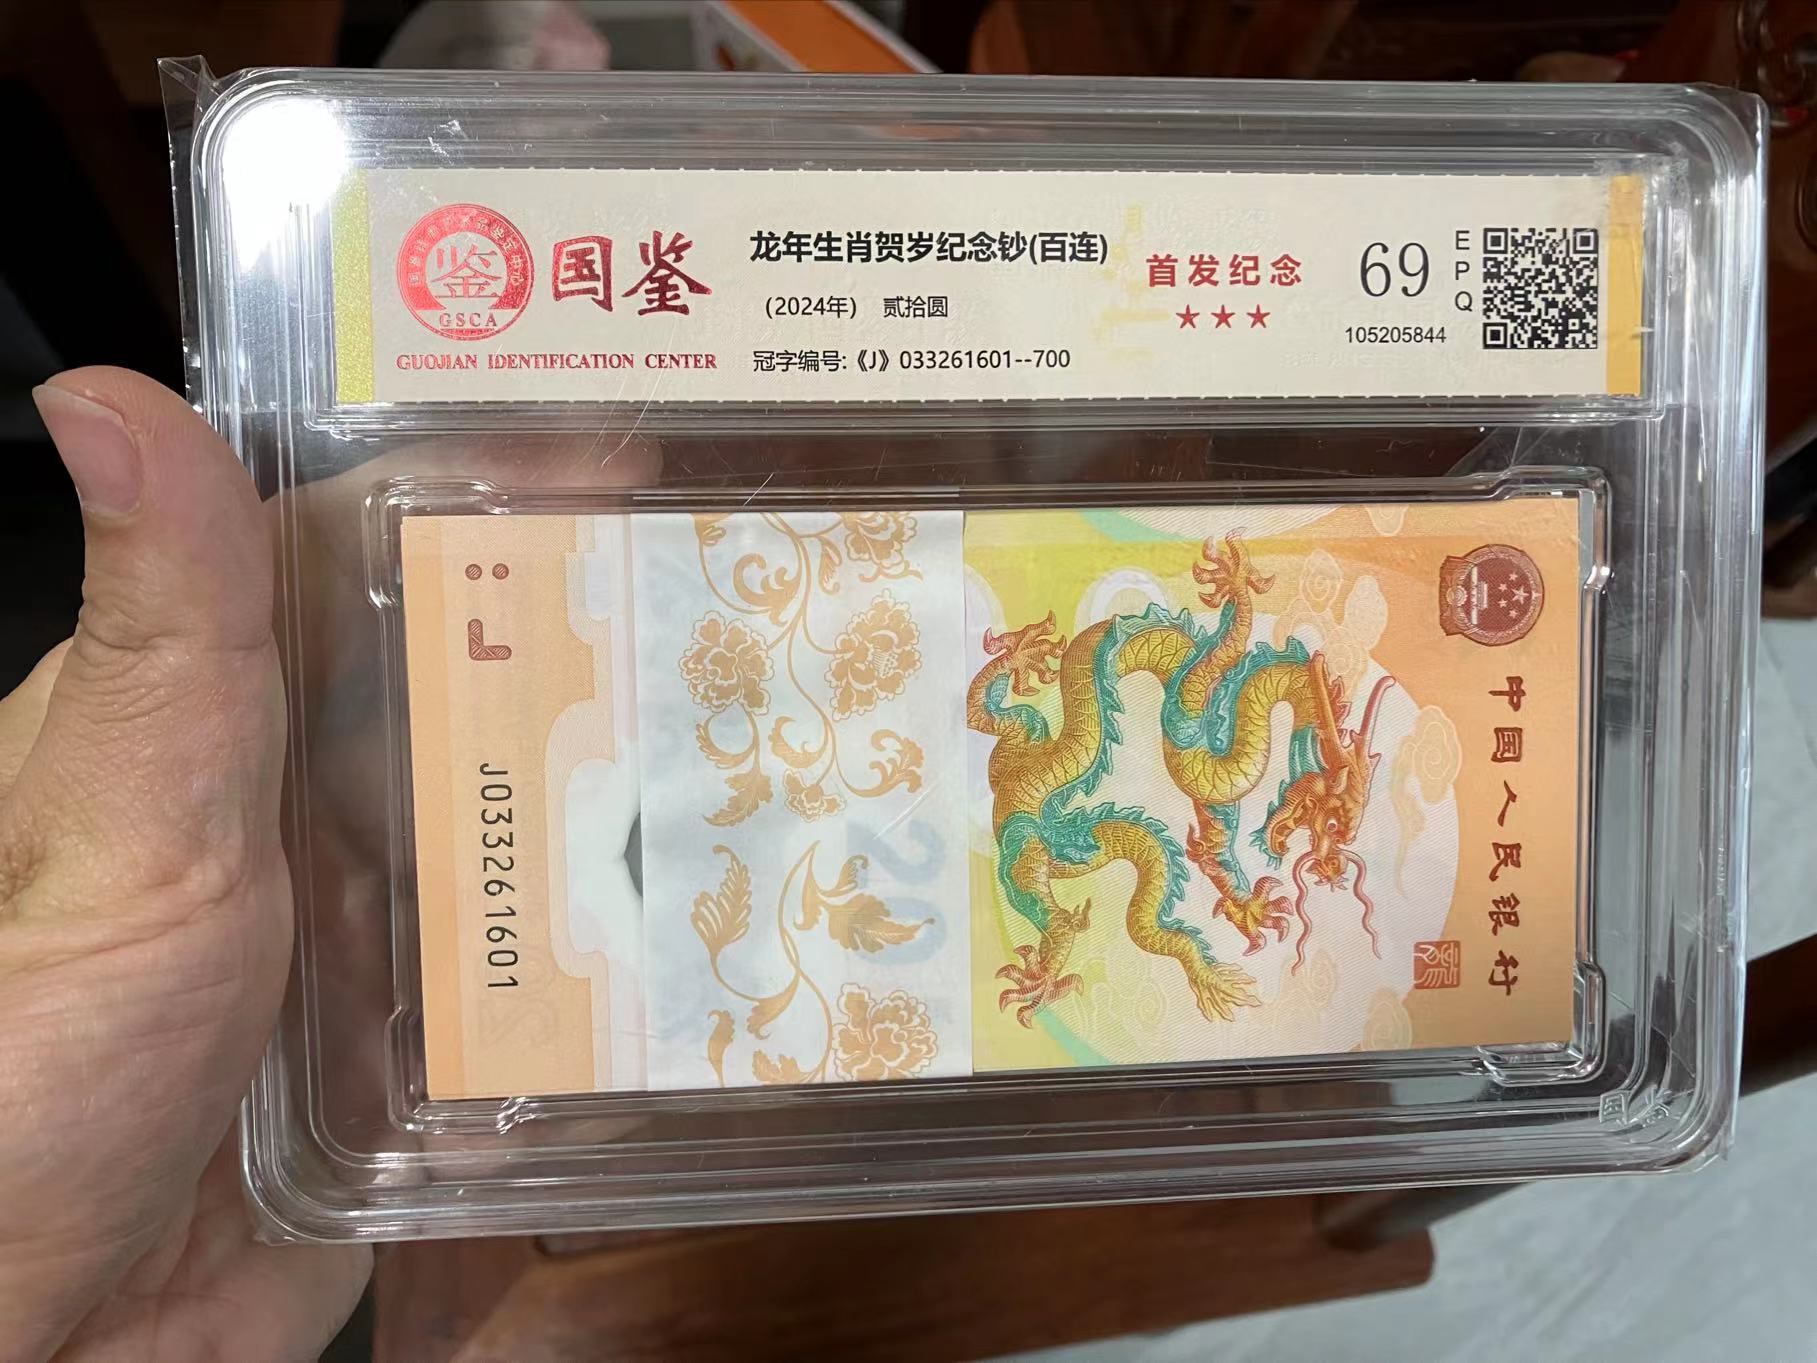 鉴
GSCA
国鉴
GUOJIAN IDENTIFICATION CENTER
龙年生肖贺岁纪念钞(百连)
(2024年) 贰拾圆
冠字编号:《J》033261601--700
首发纪念
★★★
69
EPQ
105205844
J033261601
20
中国人民银行